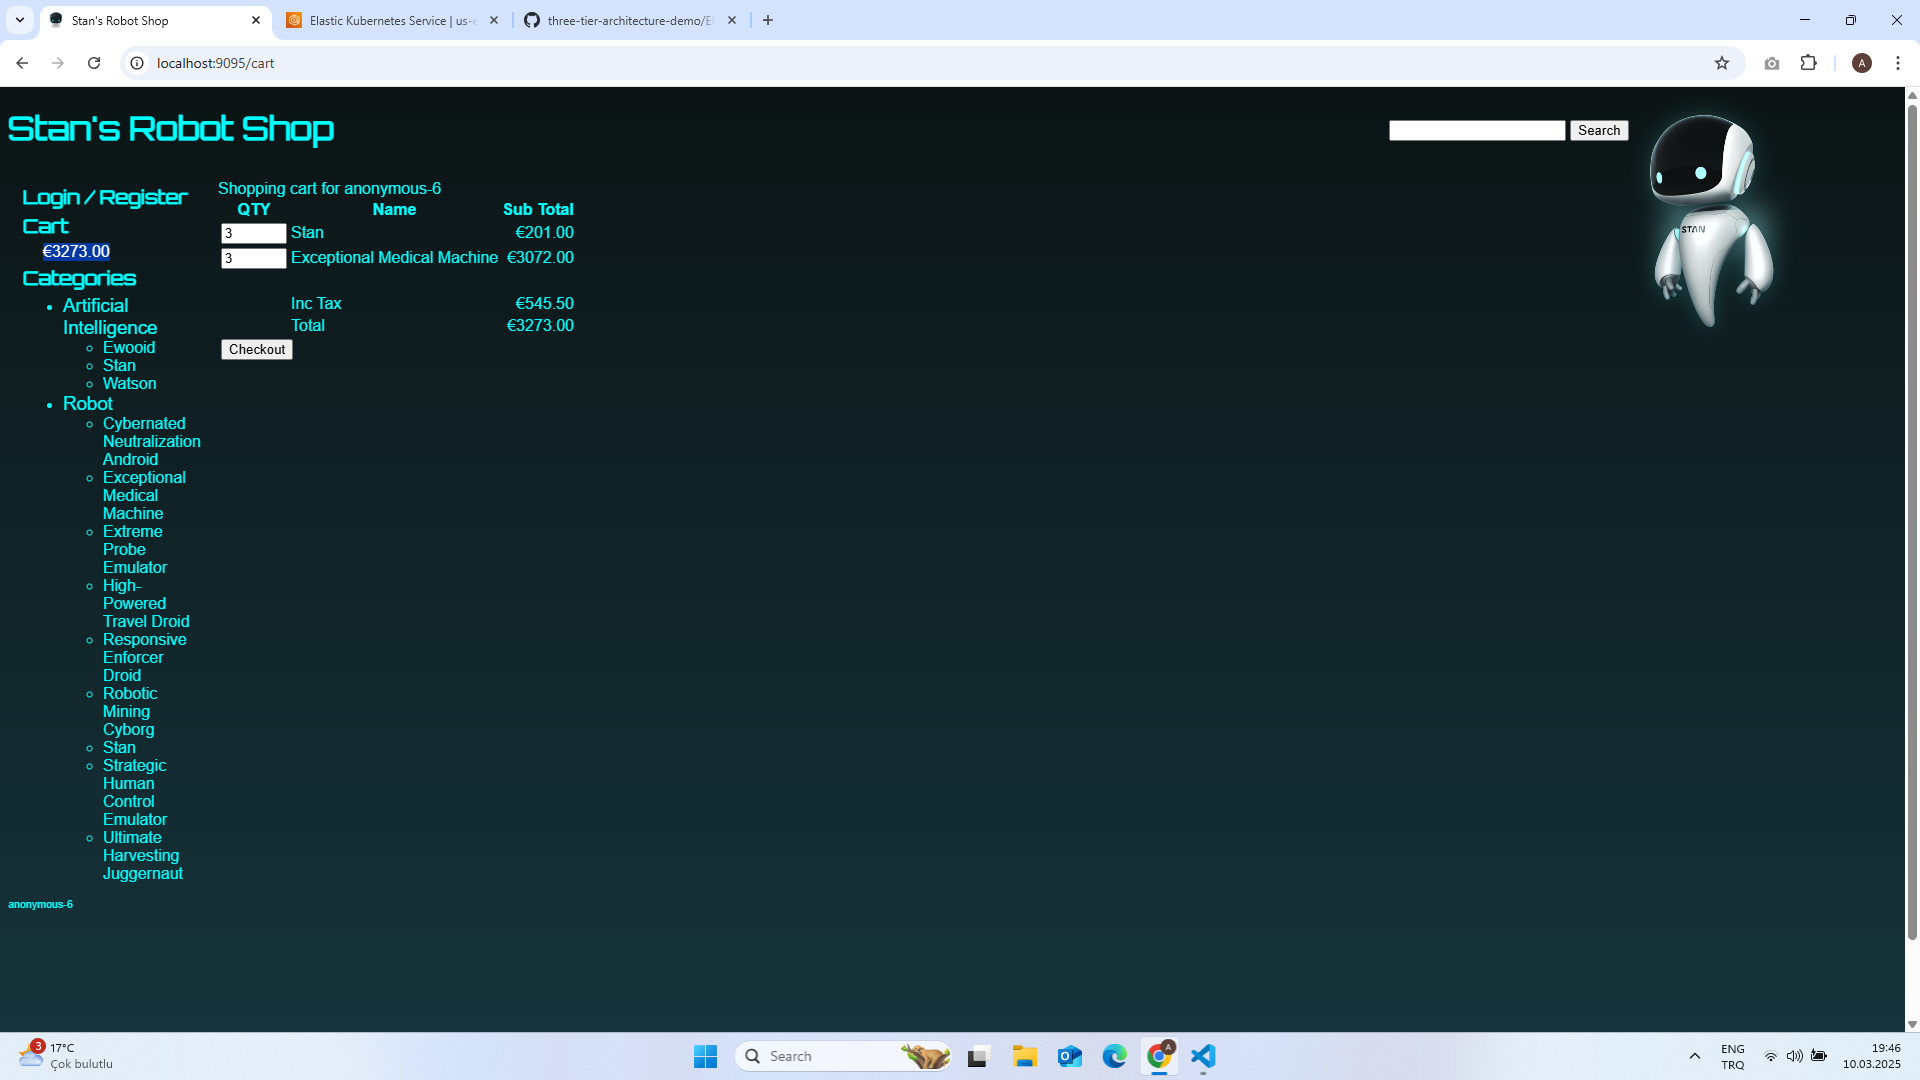 Stan's Robot Shop
Elastic Kubernetes Service | us-e
three-tier-architecture-demo/E
localhost:9095/cart
A
Stan's Robot Shop
Search
STAN
Login / Register
Cart
€3273.00
Categories
Artificial
Intelligence
Ewooid
Stan
Watson
Robot
Cybernated
Neutralization
Android
Exceptional
Medical
Machine
Extreme
Probe
Emulator
High-
Powered
Travel Droid
Responsive
Enforcer
Droid
Robotic
Mining
Cyborg
Stan
Strategic
Human
Control
Emulator
Ultimate
Harvesting
Juggernaut
anonymous-6
Shopping cart for anonymous-6
QTY Name Sub Total
3 Stan €201.00
3 Exceptional Medical Machine €3072.00
Inc Tax €545.50
Total €3273.00
Checkout
3
17°C
Çok bulutlu
Search
A
ENG
TRQ
19:46
10.03.2025